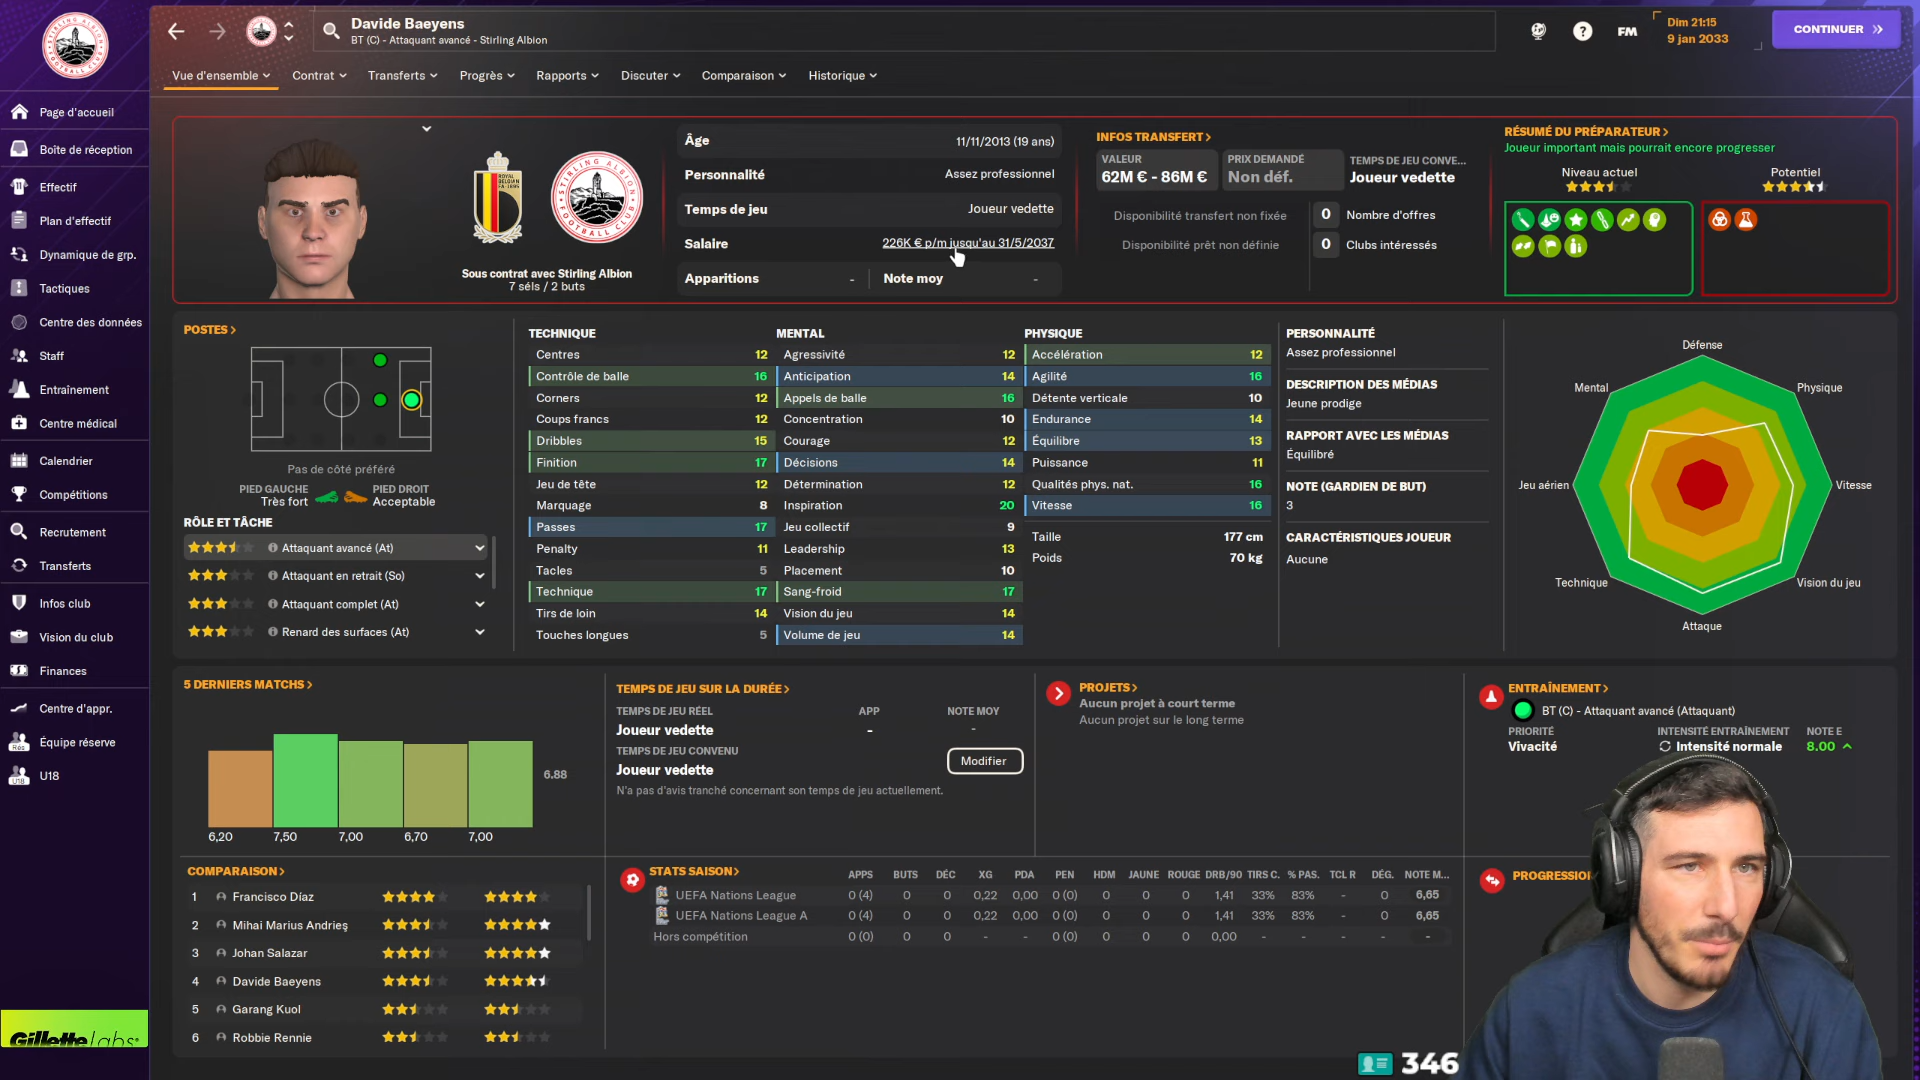 Davide Baeyens
BT (C) - Attaquant avancé - Stirling Albion
FM
Dim 21:15
9 jan 2033
CONTINUER
Vue d'ensemble
Contrat
Transferts
Progrès
Rapports
Discuter
Comparaison
Historique
Page d'accueil
Boîte de réception
Effectif
Plan d'effectif
Dynamique de grp.
Tactiques
Centre des données
Staff
Entraînement
Centre médical
Calendrier
Compétitions
Recrutement
Transferts
Infos club
Vision du club
Finances
Centre d'appr.
Équipe réserve
U18
Gillette labs
Sous contrat avec Stirling Albion
7 séls / 2 buts
Âge 11/11/2013 (19 ans)
Personnalité Assez professionnel
Temps de jeu Joueur vedette
Salaire 226K € p/m jusqu'au 31/5/2037
Apparitions - Note moy -
INFOS TRANSFERT
VALEUR
62M € - 86M €
PRIX DEMANDÉ
Non déf.
TEMPS DE JEU CONVE...
Joueur vedette
Disponibilité transfert non fixée
Disponibilité prêt non définie
0 Nombre d'offres
0 Clubs intéressés
RÉSUMÉ DU PRÉPARATEUR
Joueur important mais pourrait encore progresser
Niveau actuel
Potentiel
POSTES
Pas de côté préféré
PIED GAUCHE
Très fort
PIED DROIT
Acceptable
RÔLE ET TÂCHE
Attaquant avancé (At)
Attaquant en retrait (So)
Attaquant complet (At)
Renard des surfaces (At)
TECHNIQUE
Centres 12
Contrôle de balle 16
Corners 12
Coups francs 12
Dribbles 15
Finition 17
Jeu de tête 12
Marquage 8
Passes 17
Penalty 11
Tacles 5
Technique 17
Tirs de loin 14
Touches longues 5
MENTAL
Agressivité 12
Anticipation 14
Appels de balle 16
Concentration 10
Courage 12
Décisions 14
Détermination 12
Inspiration 20
Jeu collectif 9
Leadership 13
Placement 10
Sang-froid 17
Vision du jeu 14
Volume de jeu 14
PHYSIQUE
Accélération 12
Agilité 16
Détente verticale 10
Endurance 14
Équilibre 13
Puissance 11
Qualités phys. nat. 16
Vitesse 16
Taille 177 cm
Poids 70 kg
PERSONNALITÉ
Assez professionnel
DESCRIPTION DES MÉDIAS
Jeune prodige
RAPPORT AVEC LES MÉDIAS
Équilibré
NOTE (GARDIEN DE BUT)
3
CARACTÉRISTIQUES JOUEUR
Aucune
Défense
Physique
Vitesse
Vision du jeu
Attaque
Technique
Jeu aérien
Mental
5 DERNIERS MATCHS
6.88
6,20 7,50 7,00 6,70 7,00
TEMPS DE JEU SUR LA DURÉE
TEMPS DE JEU RÉEL APP NOTE MOY
Joueur vedette - -
TEMPS DE JEU CONVENU
Joueur vedette
Modifier
N'a pas d'avis tranché concernant son temps de jeu actuellement.
PROJETS
Aucun projet à court terme
Aucun projet sur le long terme
ENTRAÎNEMENT
BT (C) - Attaquant avancé (Attaquant)
PRIORITÉ
Vivacité
INTENSITÉ ENTRAÎNEMENT
Intensité normale
NOTE E
8.00
COMPARAISON
1 Francisco Díaz
2 Mihai Marius Andrieș
3 Johan Salazar
4 Davide Baeyens
5 Garang Kuol
6 Robbie Rennie
STATS SAISON APPS BUTS DÉC XG PDA PEN HDM JAUNE ROUGE DRB/90 TIRS C. % PAS. TCL R DÉG. NOTE M...
UEFA Nations League 0 (4) 0 0 0,22 0,00 0 (0) 0 0 0 1,41 33% 83% - 0 6,65
UEFA Nations League A 0 (4) 0 0 0,22 0,00 0 (0) 0 0 0 1,41 33% 83% - 0 6,65
Hors compétition 0 (0) 0 0 - - 0 (0) 0 0 0 0,00 - - - - -
PROGRESSION
346